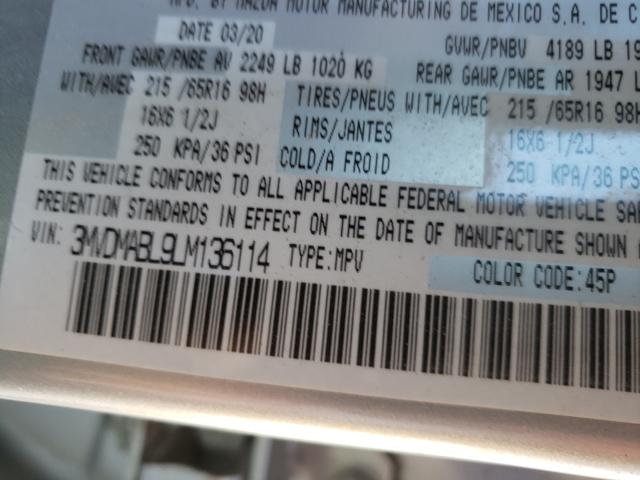 MFD. BY MAZDA MOTOR MANUFACTURING DE MEXICO S.A. DE C
DATE 03/20
GVWR/PNBV 4189 LB 19
FRONT GAWR/PNBE AV 2249 LB 1020 KG
REAR GAWR/PNBE AR 1947 L
WITH/AVEC 215 /65R16 98H
TIRES/PNEUS WITH/AVEC 215 /65R16 98H
16X6 1/2J
RIMS/JANTES
16X6 1/2J
250 KPA/36 PSI
COLD/A FROID
250 KPA/36 PSI
THIS VEHICLE CONFORMS TO ALL APPLICABLE FEDERAL MOTOR VEHICLE SA
PREVENTION STANDARDS IN EFFECT ON THE DATE OF MANUFACTURE SHOWN
VIN: 3MVDMABL9LM136114 TYPE:MPV
COLOR CODE:45P